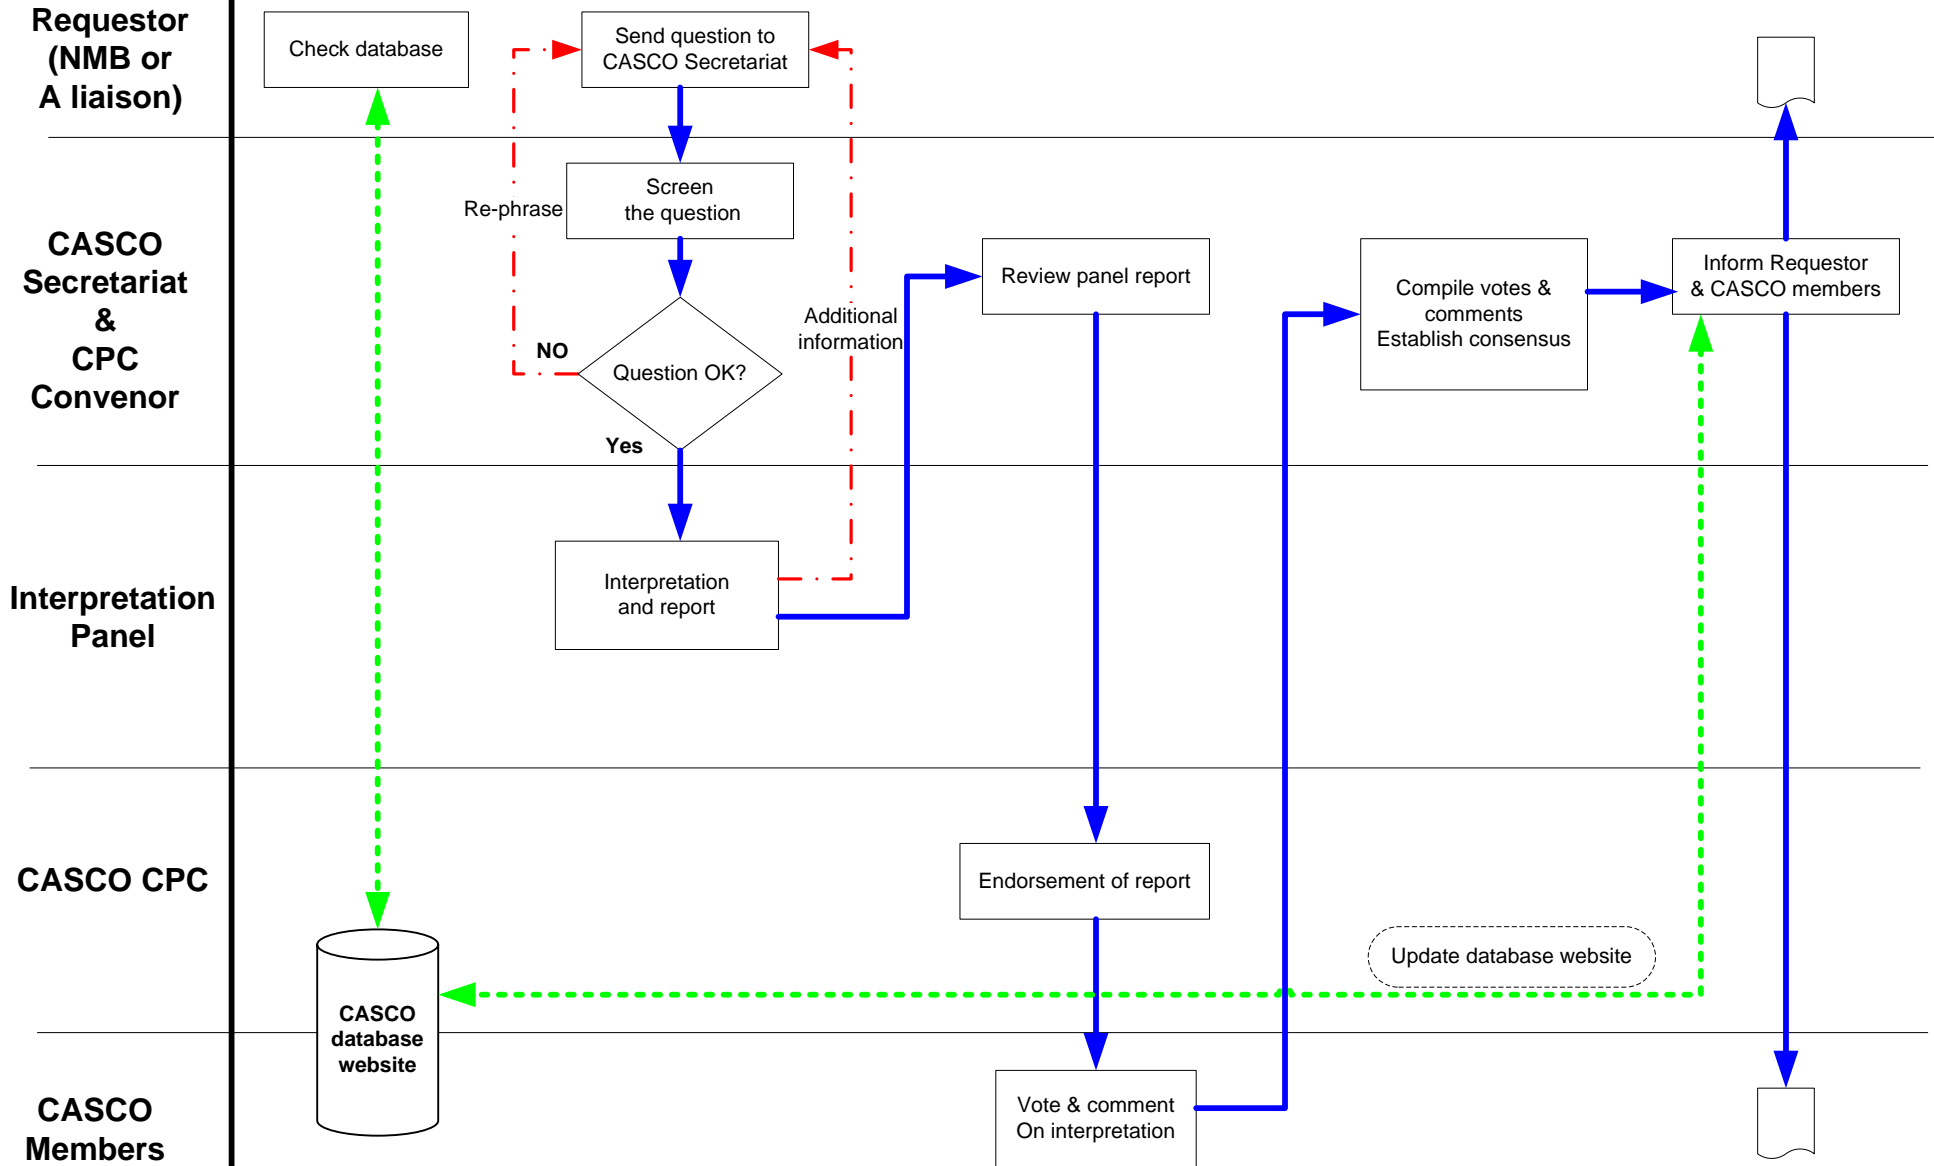 Requestor
(NMB or
A liaison)
Check database
Send question to
CASCO Secretariat
CASCO
Secretariat
&
CPC
Convenor
Screen
the question
Re-phrase
NO
Question OK?
Yes
Additional
information
Review panel report
Compile votes &
comments
Establish consensus
Inform Requestor
& CASCO members
Interpretation
Panel
Interpretation
and report
CASCO CPC
Endorsement of report
Update database website
CASCO
database
website
CASCO
Members
Vote & comment
On interpretation